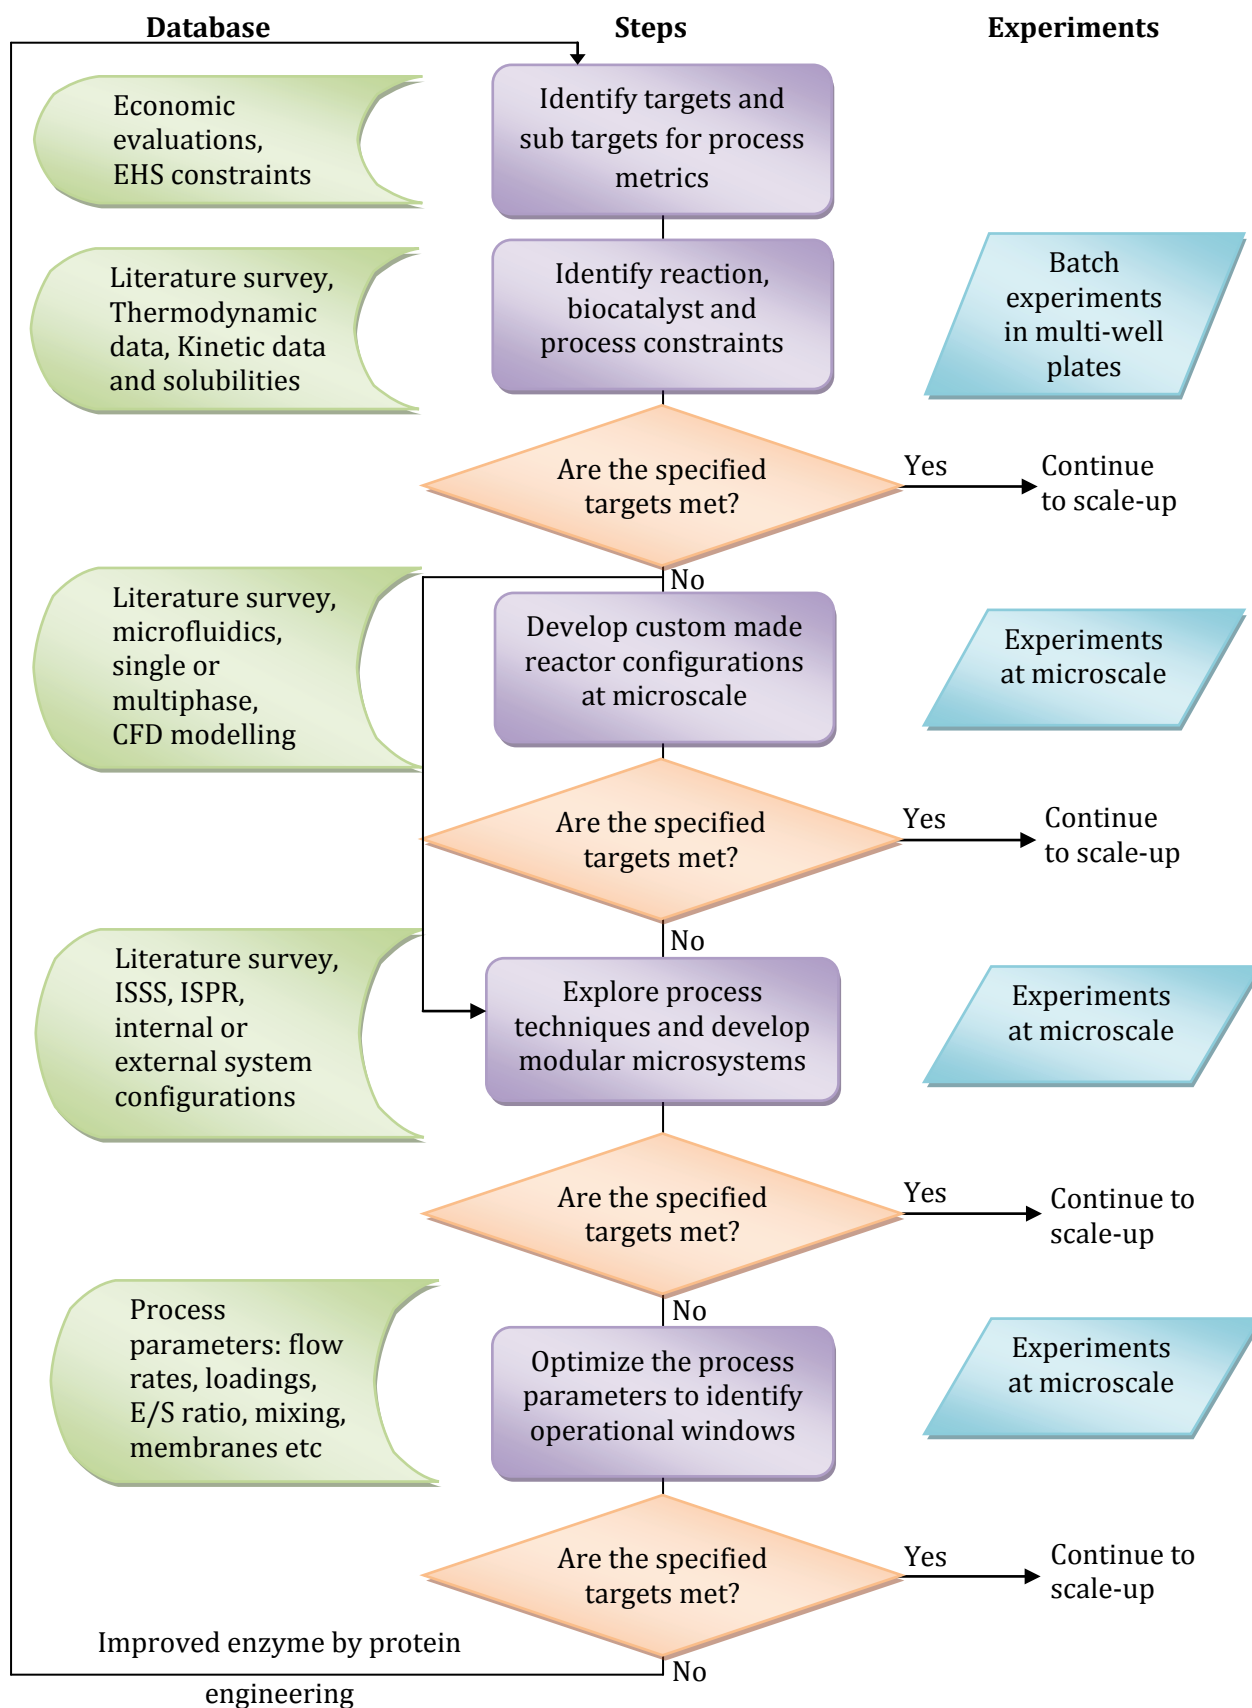 Database
Steps
Experiments
Economic
evaluations,
EHS constraints
Identify targets and
sub targets for process
metrics
Literature survey,
Thermodynamic
data, Kinetic data
and solubilities
Identify reaction,
biocatalyst and
process constraints
Batch
experiments
in multi-well
plates
Are the specified
targets met?
Yes
Continue
to scale-up
No
Literature survey,
microfluidics,
single or
multiphase,
CFD modelling
Develop custom made
reactor configurations
at microscale
Experiments
at microscale
Are the specified
targets met?
Yes
Continue
to scale-up
No
Literature survey,
ISSS, ISPR,
internal or
external system
configurations
Explore process
techniques and develop
modular microsystems
Experiments
at microscale
Are the specified
targets met?
Yes
Continue to
scale-up
No
Process
parameters: flow
rates, loadings,
E/S ratio, mixing,
membranes etc
Optimize the process
parameters to identify
operational windows
Experiments
at microscale
Are the specified
targets met?
Yes
Continue to
scale-up
No
Improved enzyme by protein
engineering